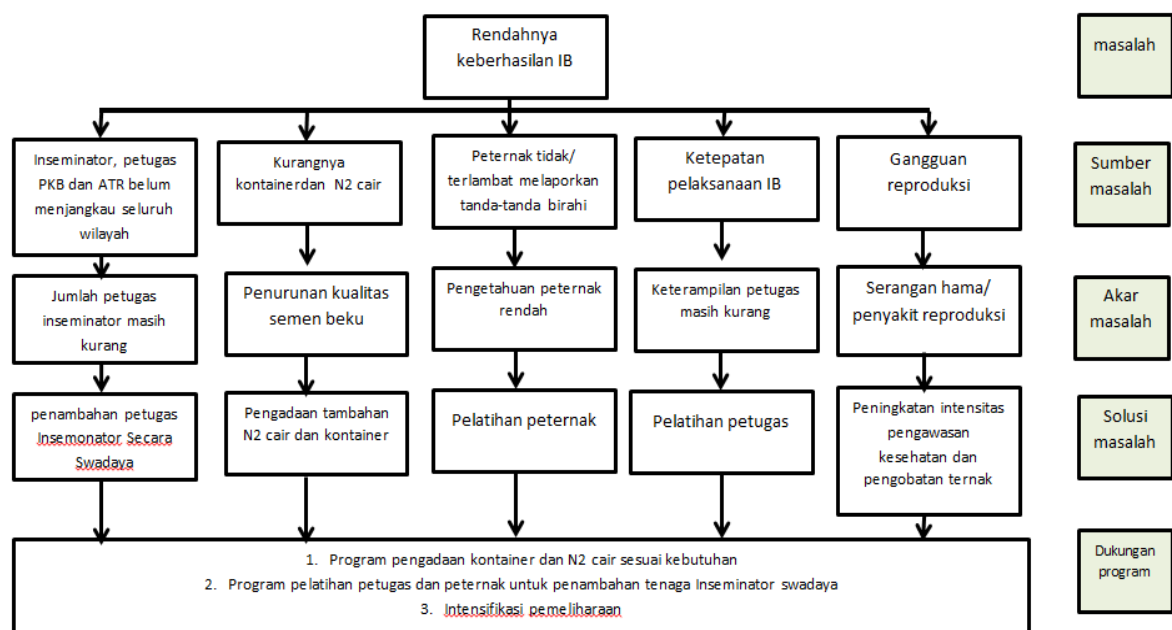 Rendahnya
keberhasilan IB
masalah
Inseminator, petugas
PKB dan ATR belum
menjangkau seluruh
wilayah
Kurangnya
kontainerdan N2 cair
Peternak tidak/
terlambat melaporkan
tanda-tanda birahi
Ketepatan
pelaksanaan IB
Gangguan
reproduksi
Sumber
masalah
Jumlah petugas
inseminator masih
kurang
Penurunan kualitas
semen beku
Pengetahuan peternak
rendah
Keterampilan petugas
masih kurang
Serangan hama/
penyakit reproduksi
Akar
masalah
penambahan petugas
Insemonator Secara
Swadaya
Pengadaan tambahan
N2 cair dan kontainer
Pelatihan peternak
Pelatihan petugas
Peningkatan intensitas
pengawasan
kesehatan dan
pengobatan ternak
Solusi
masalah
1. Program pengadaan kontainer dan N2 cair sesuai kebutuhan
2. Program pelatihan petugas dan peternak untuk penambahan tenaga Inseminator swadaya
3. Intensifikasi pemeliharaan
Dukungan
program